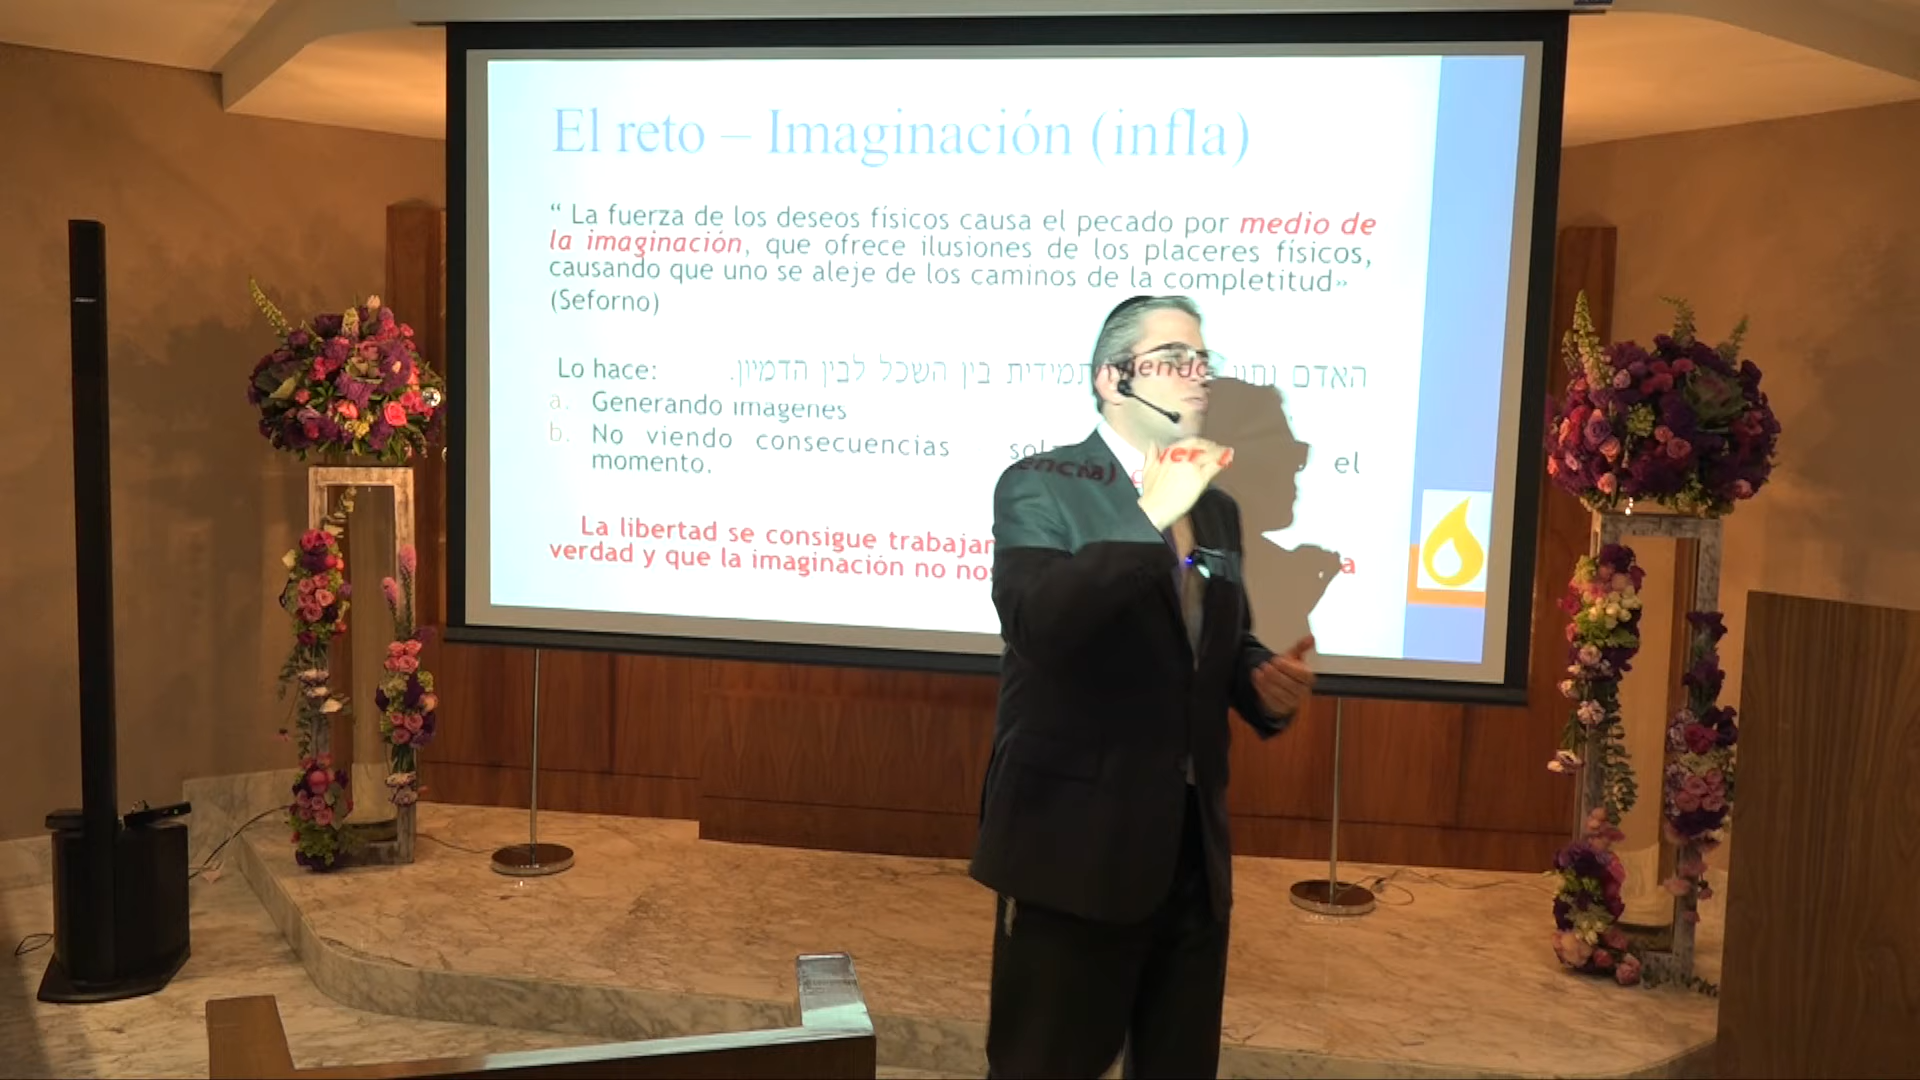 El reto – Imaginación (infla)
“ La fuerza de los deseos físicos causa el pecado por medio de
la imaginación, que ofrece ilusiones de los placeres físicos,
causando que uno se aleje de los caminos de la completitud»
(Seforno)
Lo hace: האדם תמידית בין השכל לבין הדמיון.
a. Generando imagenes
b. No viendo consecuencias viendo el
momento.
La libertad se consigue ver la
verdad y que la imaginación no